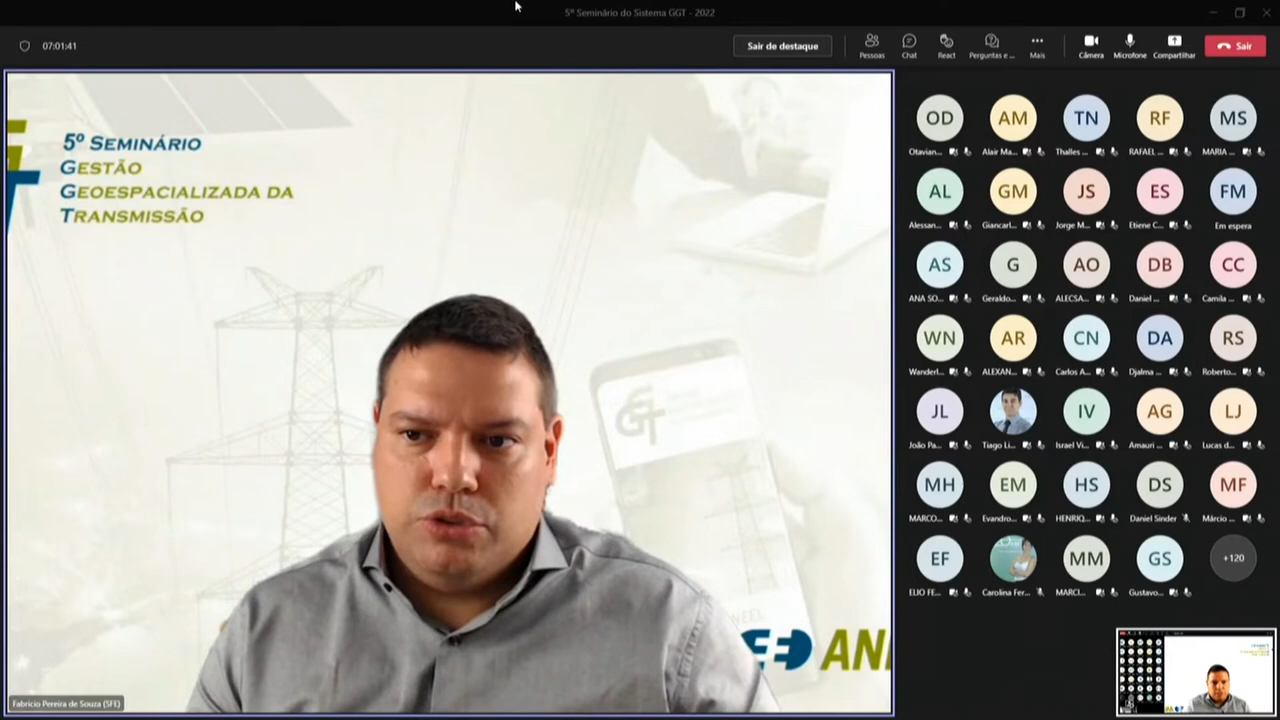 5º Seminário do Sistema GGT - 2022
07:01:41
Sair de destaque
Pessoas
Chat
React
Perguntas e ...
Mais
Câmera
Microfone
Compartilhar
Sair
5º SEMINÁRIO
GESTÃO
GEOESPACIALIZADA DA
TRANSMISSÃO
GGT
ANE
Fabricio Pereira de Souza (SFE)
OD AM TN RF MS
Otavian... Alair Ma... Thalles ... RAFAEL ... MARIA ...
AL GM JS ES FM
Alessan... Giancarl... Jorge M... Etiene C... Em espera
AS G AO DB CC
ANA SO... Geraldo... ALECSA... Daniel ... Camila ...
WN AR CN DA RS
Wanderl... ALEXAN... Carlos A... Djalma ... Roberto...
JL IV AG LJ
João Pa... Tiago Li... Israel Vi... Amauri ... Lucas d...
MH EM HS DS MF
MARCO... Evandro... HENRIQ... Daniel Sinder Márcio ...
EF MM GS +120
ELIO FE... Carolina Fer... MARCI... Gustavo...